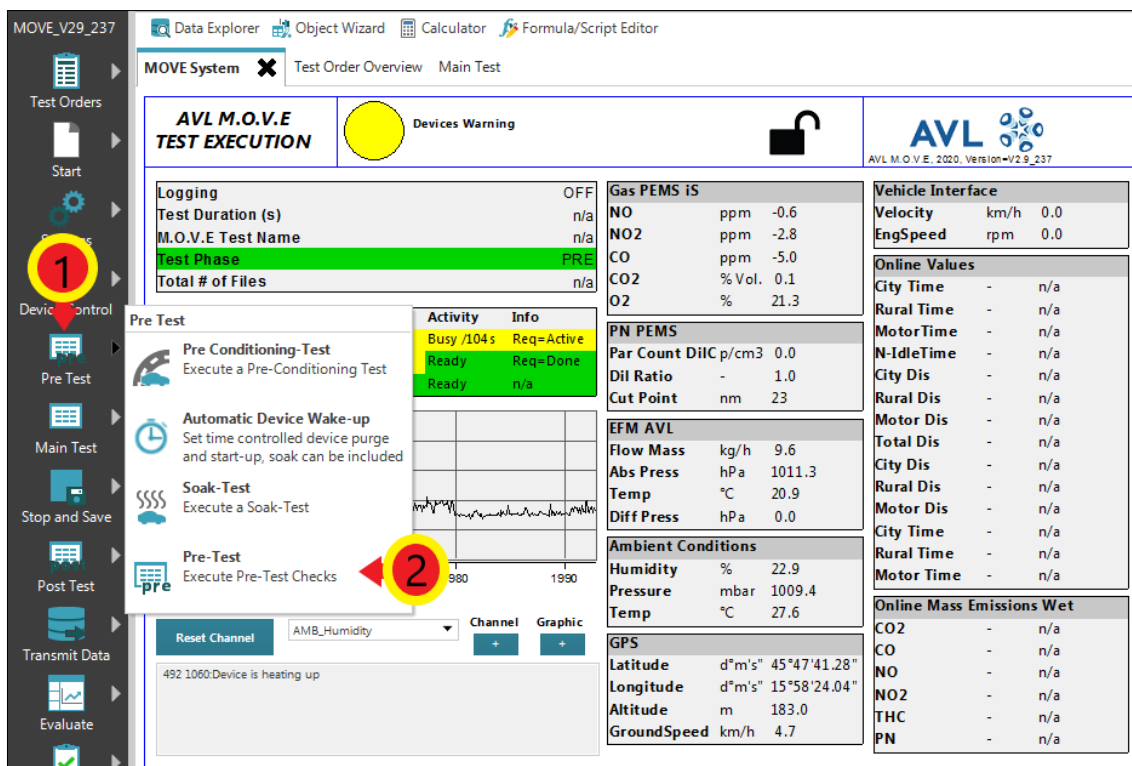 MOVE_V29_237
Data Explorer Object Wizard Calculator Formula/Script Editor
MOVE System Test Order Overview Main Test
Test Orders
Start
1
Device Control
Pre Test
Main Test
Stop and Save
Post Test
Transmit Data
Evaluate
AVL M.O.V.E
TEST EXECUTION
Devices Warning
AVL
AVL M.O.V.E, 2020, Version=V2.9_237
Logging OFF
Test Duration (s) n/a
M.O.V.E Test Name n/a
Test Phase PRE
Total # of Files n/a
Activity Info
Busy /104 s Req=Active
Ready Req=Done
Ready n/a
Pre Test
Pre Conditioning-Test
Execute a Pre-Conditioning Test
Automatic Device Wake-up
Set time controlled device purge
and start-up, soak can be included
Soak-Test
Execute a Soak-Test
Pre-Test
Execute Pre-Test Checks
pre
2
980 1990
Channel Graphic
Reset Channel AMB_Humidity + +
492 1060:Device is heating up
Gas PEMS iS
NO ppm -0.6
NO2 ppm -2.8
CO ppm -5.0
CO2 % Vol. 0.1
O2 % 21.3
PN PEMS
Par Count DilC p/cm3 0.0
Dil Ratio - 1.0
Cut Point nm 23
EFM AVL
Flow Mass kg/h 9.6
Abs Press hPa 1011.3
Temp °C 20.9
Diff Press hPa 0.0
Ambient Conditions
Humidity % 22.9
Pressure mbar 1009.4
Temp °C 27.6
GPS
Latitude d°m's" 45°47'41.28"
Longitude d°m's" 15°58'24.04"
Altitude m 183.0
GroundSpeed km/h 4.7
Vehicle Interface
Velocity km/h 0.0
EngSpeed rpm 0.0
Online Values
City Time - n/a
Rural Time - n/a
MotorTime - n/a
N-IdleTime - n/a
City Dis - n/a
Rural Dis - n/a
Motor Dis - n/a
Total Dis - n/a
City Dis - n/a
Rural Dis - n/a
Motor Dis - n/a
City Time - n/a
Rural Time - n/a
Motor Time - n/a
Online Mass Emissions Wet
CO2 - n/a
CO - n/a
NO - n/a
NO2 - n/a
THC - n/a
PN - n/a